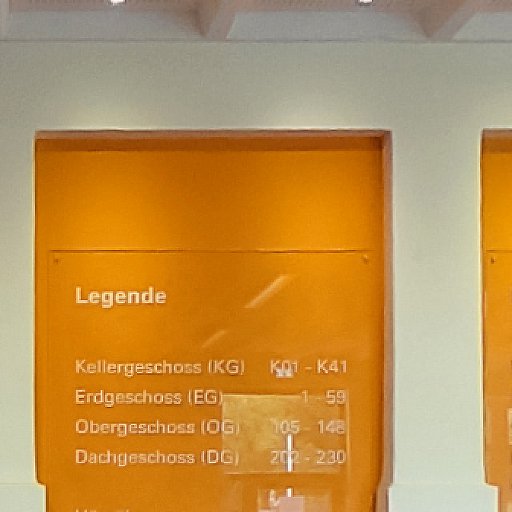 Legende
Kellergeschoss (KG) K01 - K41
Erdgeschoss (EG) 1 - 59
Obergeschoss (OG) 105 - 148
Dachgeschoss (DG) 202 - 230